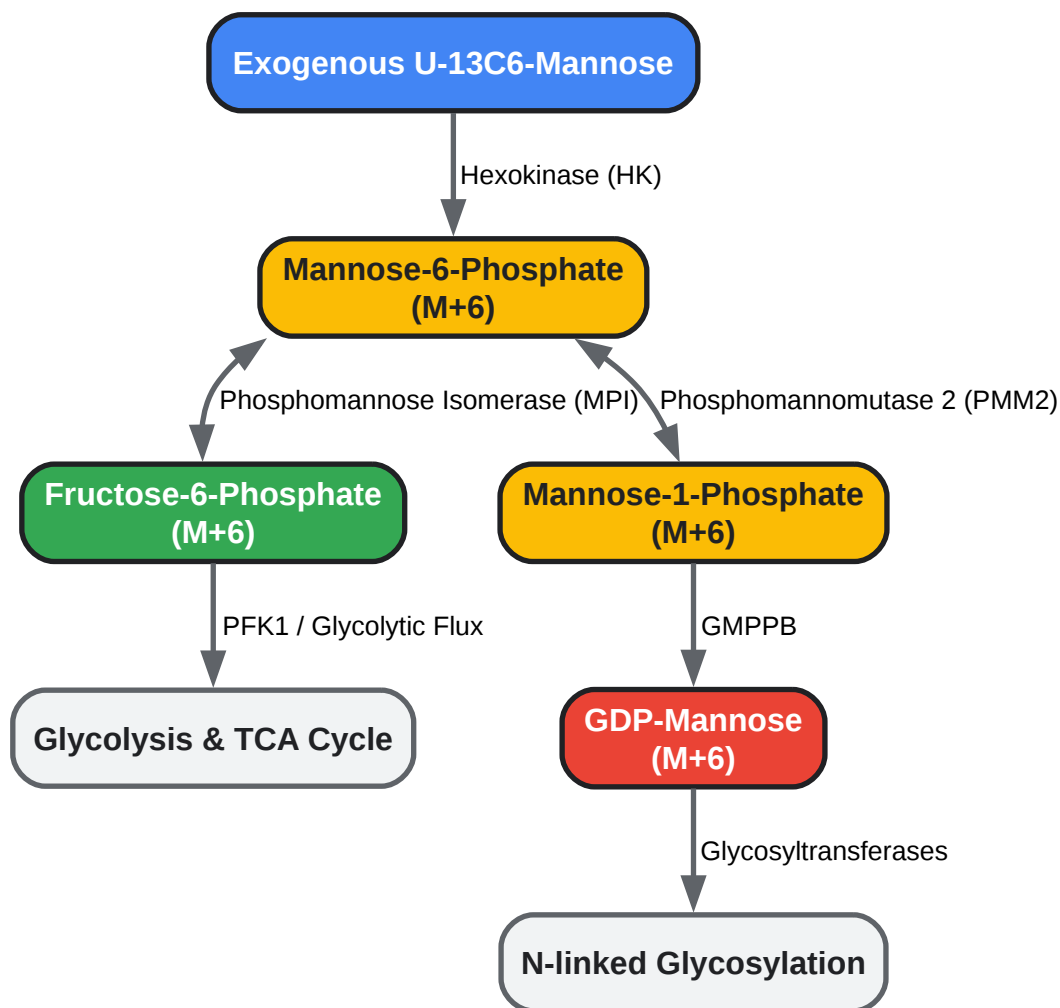 Exogenous U-13C6-Mannose
Hexokinase (HK)
Mannose-6-Phosphate
(M+6)
Phosphomannose Isomerase (MPI)
Phosphomannomutase 2 (PMM2)
Fructose-6-Phosphate
(M+6)
Mannose-1-Phosphate
(M+6)
PFK1 / Glycolytic Flux
GMPPB
Glycolysis & TCA Cycle
GDP-Mannose
(M+6)
Glycosyltransferases
N-linked Glycosylation